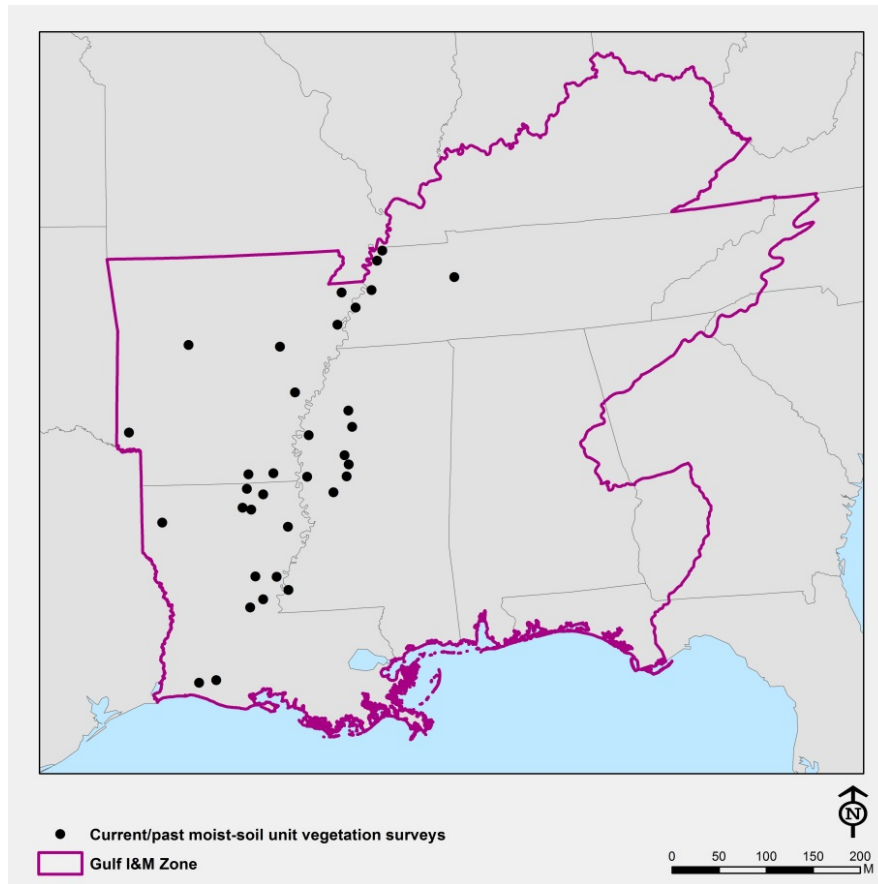 N
Current/past moist-soil unit vegetation surveys
Gulf I&M Zone
0 50 100 150 200
M